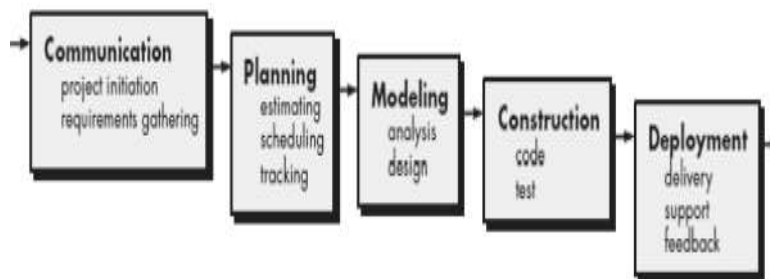 Communication
project initiation
requirements gathering
Planning
estimating
scheduling
tracking
Modeling
analysis
design
Construction
code
test
Deployment
delivery
support
feedback